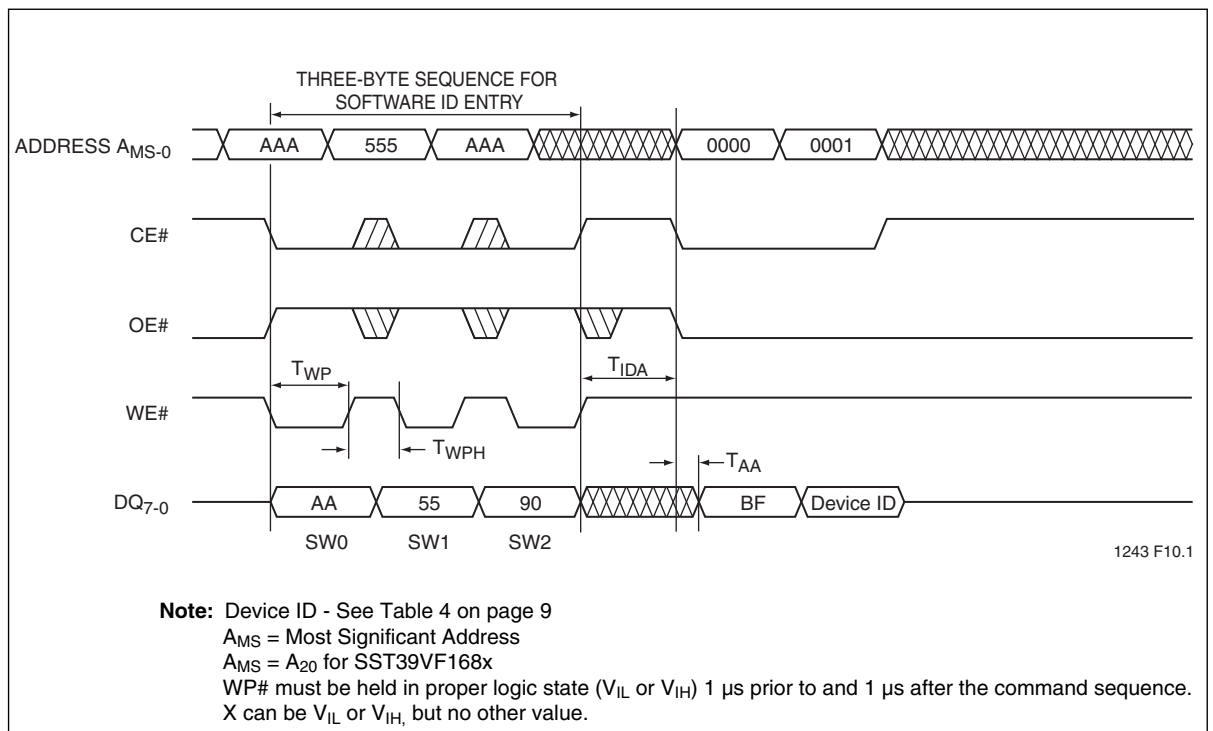 THREE-BYTE SEQUENCE FOR
SOFTWARE ID ENTRY
ADDRESS AMS-0
AAA 555 AAA 0000 0001
CE#
OE#
TWP TIDA
WE#
TWPH TAA
DQ7-0
AA 55 90 BF Device ID
SW0 SW1 SW2
1243 F10.1
Note: Device ID - See Table 4 on page 9
AMS = Most Significant Address
AMS = A20 for SST39VF168x
WP# must be held in proper logic state (VIL or VIH) 1 µs prior to and 1 µs after the command sequence.
X can be VIL or VIH, but no other value.